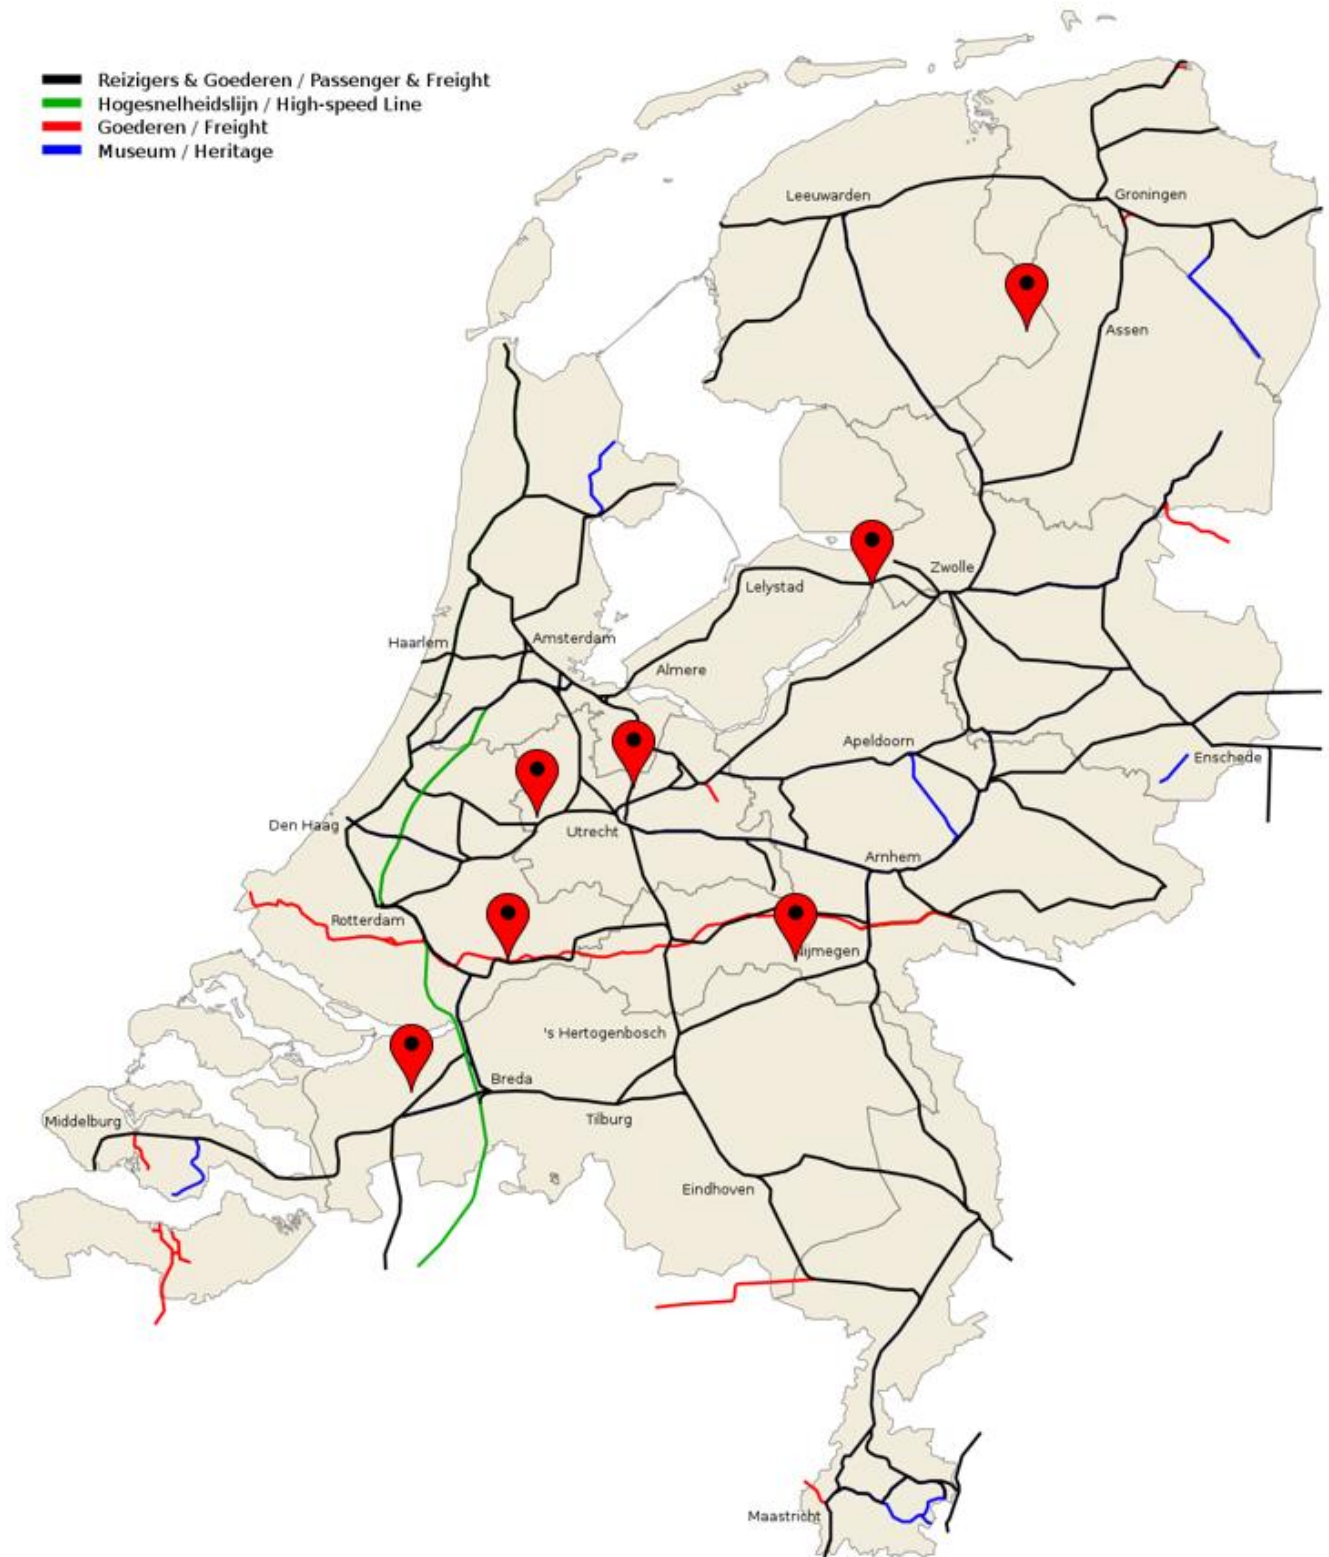 Reizigers & Goederen / Passenger & Freight
Hogesnelheidslijn / High-speed Line
Goederen / Freight
Museum / Heritage
Leeuwarden
Groningen
Assen
Zwolle
Lelystad
Haarlem
Amsterdam
Almere
Apeldoorn
Enschede
Den Haag
Utrecht
Arnhem
Rotterdam
Nijmegen
's Hertogenbosch
Breda
Tilburg
Middelburg
Eindhoven
Maastricht